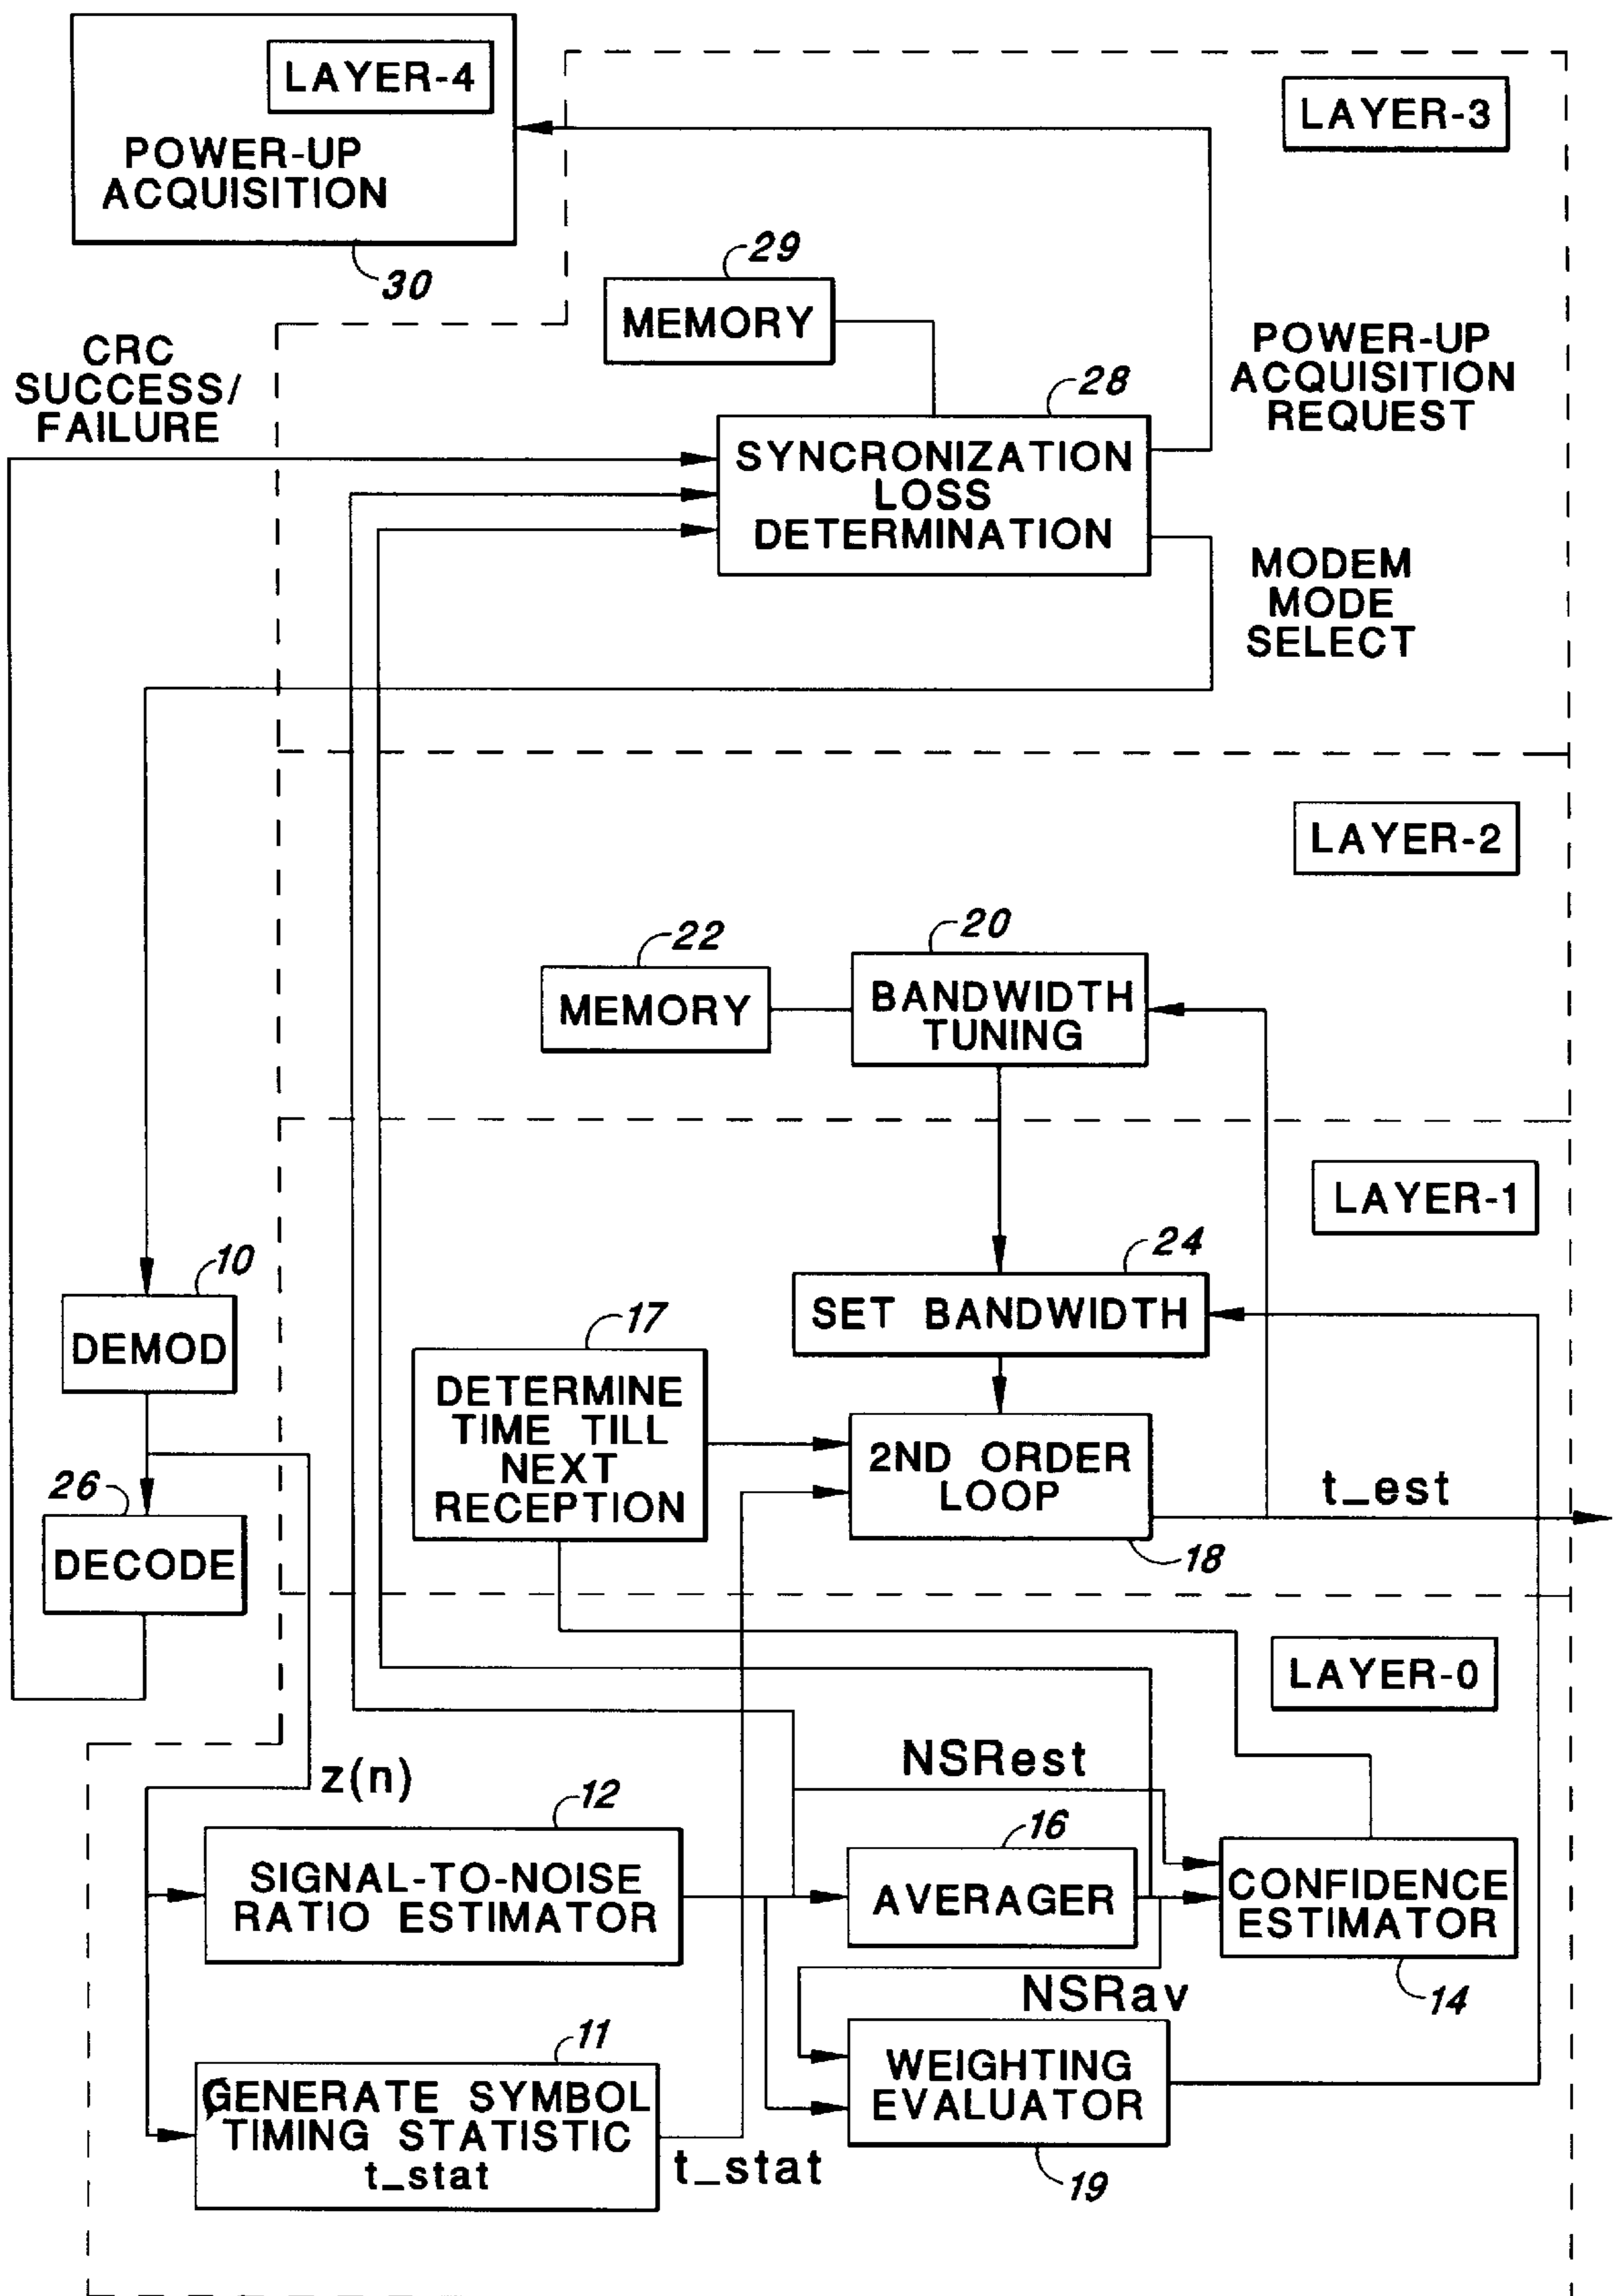 LAYER-4
POWER-UP
ACQUISITION
30
LAYER-3
29
MEMORY
CRC
SUCCESS/
FAILURE
28
SYNCRONIZATION
LOSS
DETERMINATION
POWER-UP
ACQUISITION
REQUEST
MODEM
MODE
SELECT
LAYER-2
22
MEMORY
20
BANDWIDTH
TUNING
LAYER-1
24
SET BANDWIDTH
10
DEMOD
17
DETERMINE
TIME TILL
NEXT
RECEPTION
2ND ORDER
LOOP
18
t_est
26
DECODE
LAYER-0
z(n)
NSRest
12
SIGNAL-TO-NOISE
RATIO ESTIMATOR
16
AVERAGER
CONFIDENCE
ESTIMATOR
14
NSRav
11
GENERATE SYMBOL
TIMING STATISTIC
t_stat
t_stat
WEIGHTING
EVALUATOR
19